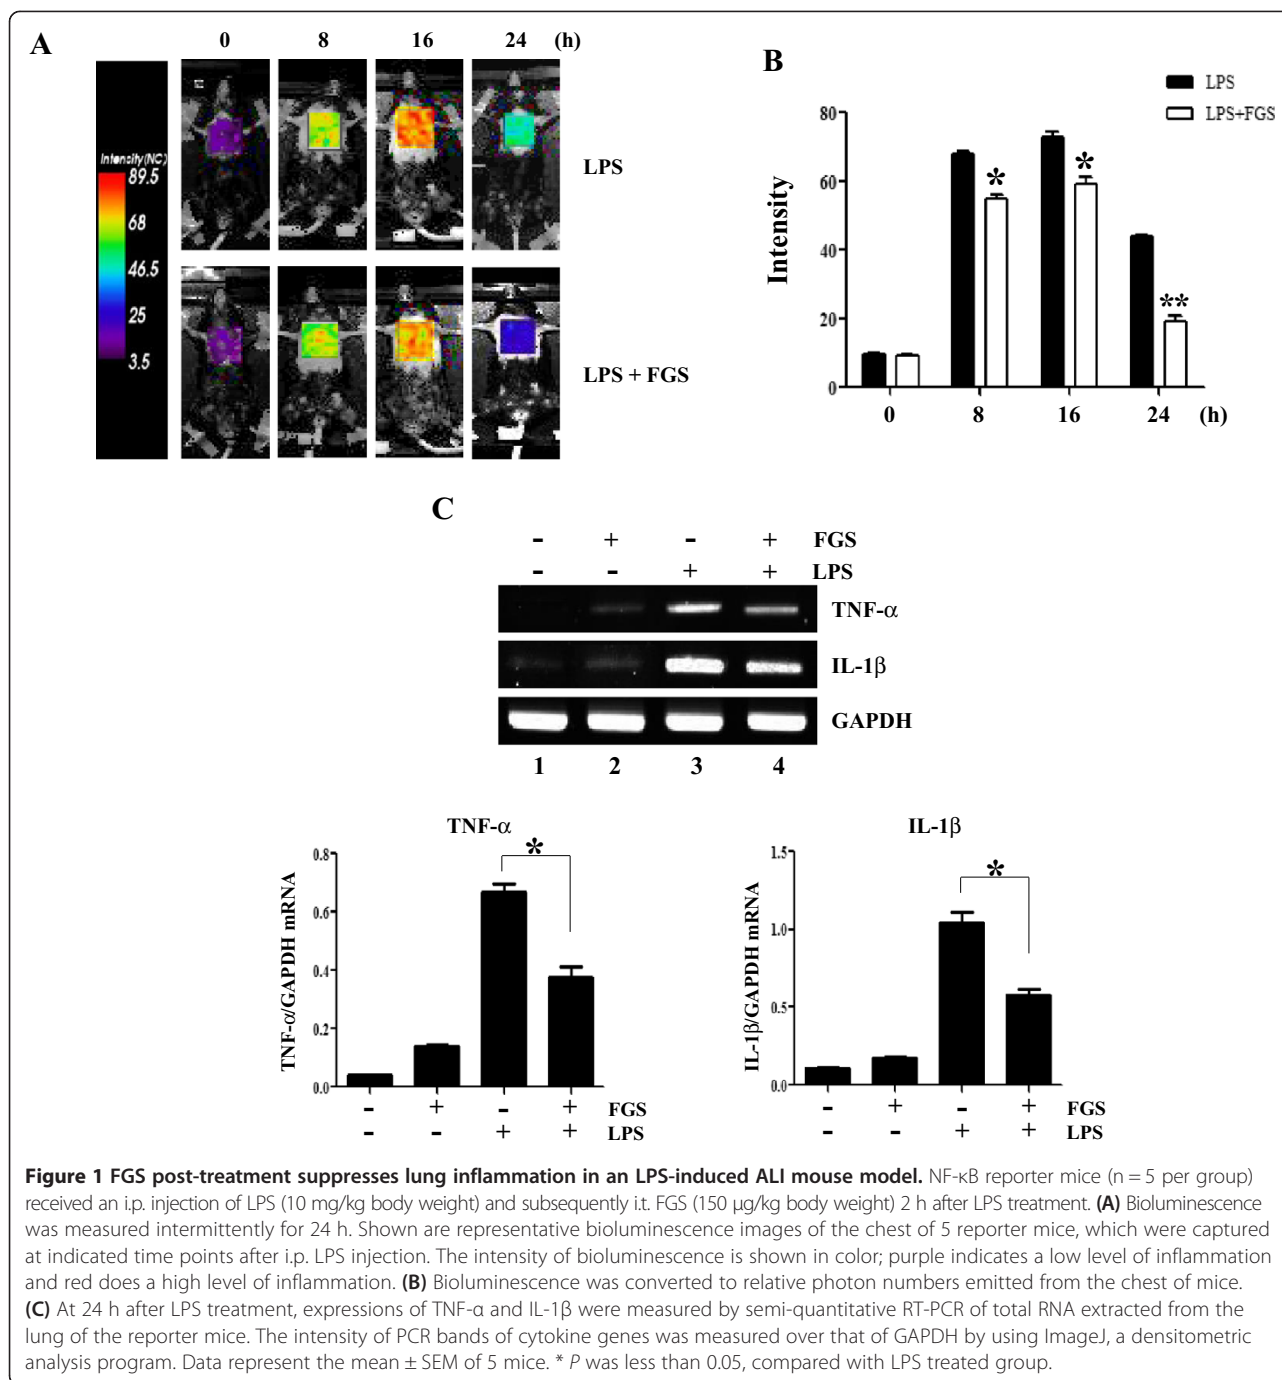 A
0 8 16 24 (h)
Intensity(NC)
89.5
68
46.5
25
3.5
LPS
LPS + FGS
B
LPS
LPS+FGS
Intensity
80
60
40
20
0
* * **
0 8 16 24 (h)
C
- + - + FGS
- - + + LPS
TNF-α
IL-1β
GAPDH
1 2 3 4
TNF-α
TNF-α/GAPDH mRNA
0.8
0.6
0.4
0.2
0.0
*
- + - + FGS
- - + + LPS
IL-1β
IL-1β/GAPDH mRNA
1.5
1.0
0.5
0.0
*
- + - + FGS
- - + + LPS
Figure 1 FGS post-treatment suppresses lung inflammation in an LPS-induced ALI mouse model. NF-κB reporter mice (n = 5 per group)
received an i.p. injection of LPS (10 mg/kg body weight) and subsequently i.t. FGS (150 μg/kg body weight) 2 h after LPS treatment. (A) Bioluminescence
was measured intermittently for 24 h. Shown are representative bioluminescence images of the chest of 5 reporter mice, which were captured
at indicated time points after i.p. LPS injection. The intensity of bioluminescence is shown in color; purple indicates a low level of inflammation
and red does a high level of inflammation. (B) Bioluminescence was converted to relative photon numbers emitted from the chest of mice.
(C) At 24 h after LPS treatment, expressions of TNF-α and IL-1β were measured by semi-quantitative RT-PCR of total RNA extracted from the
lung of the reporter mice. The intensity of PCR bands of cytokine genes was measured over that of GAPDH by using ImageJ, a densitometric
analysis program. Data represent the mean ± SEM of 5 mice. * P was less than 0.05, compared with LPS treated group.